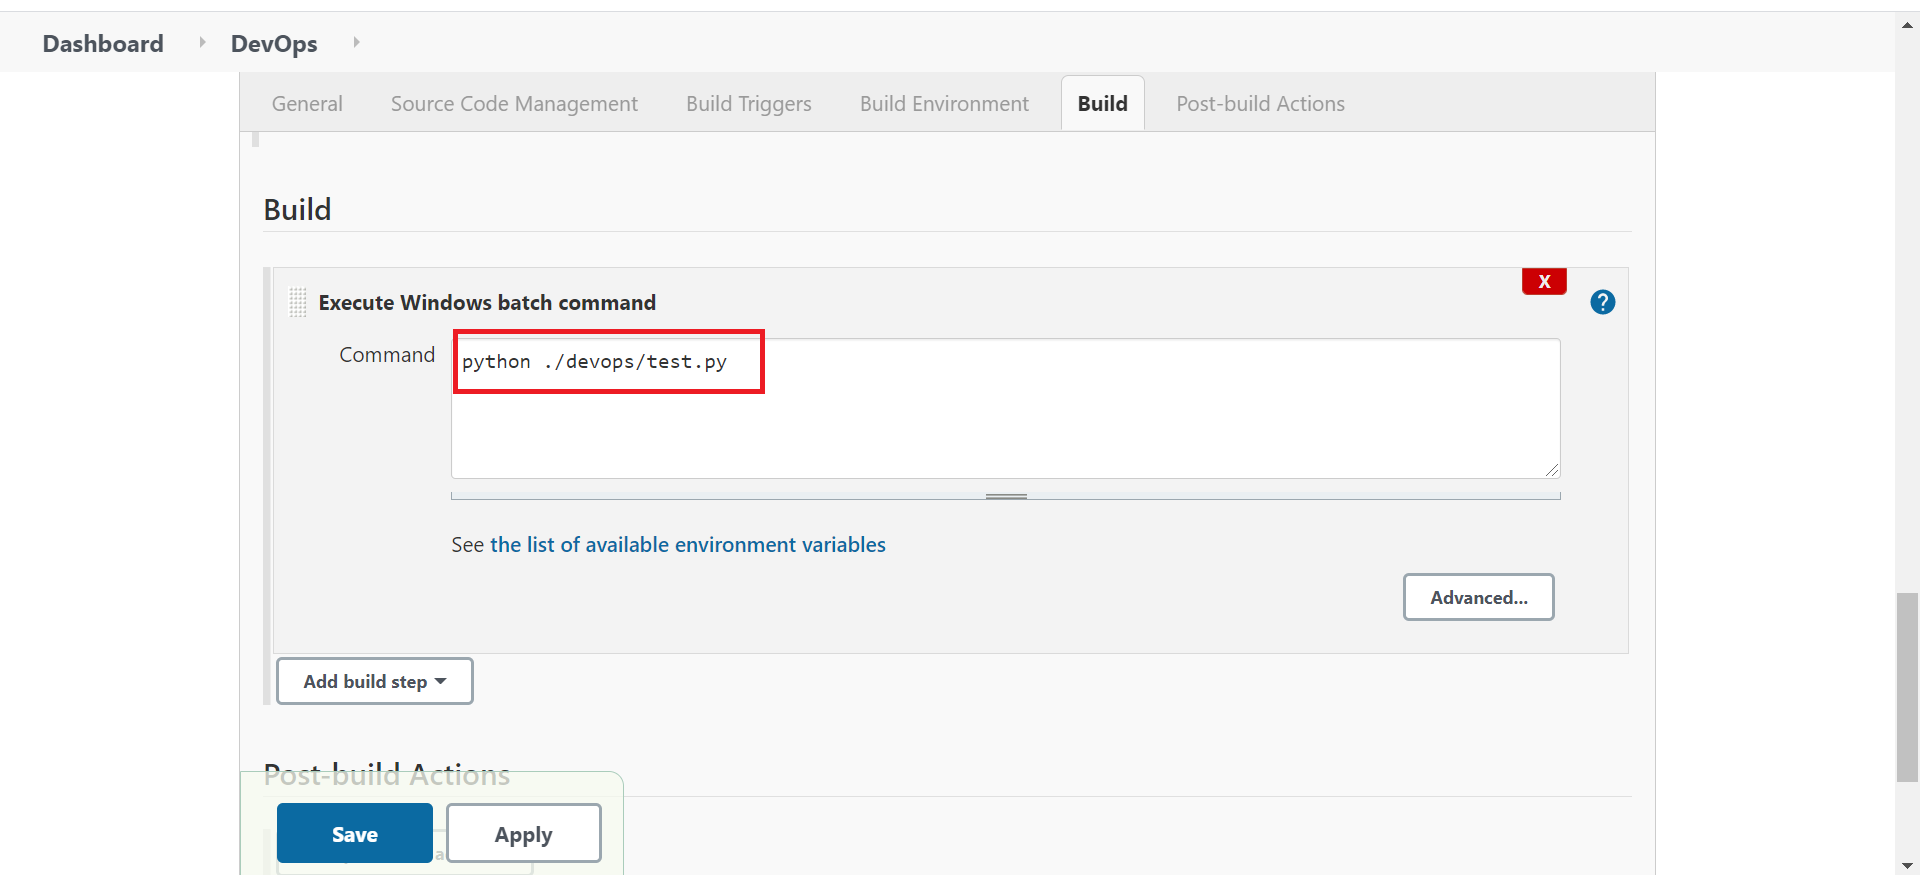 Dashboard DevOps
General Source Code Management Build Triggers Build Environment Build Post-build Actions
Build
X
Execute Windows batch command ?
Command python ./devops/test.py
See the list of available environment variables
Advanced...
Add build step
Post-build Actions
Save Apply